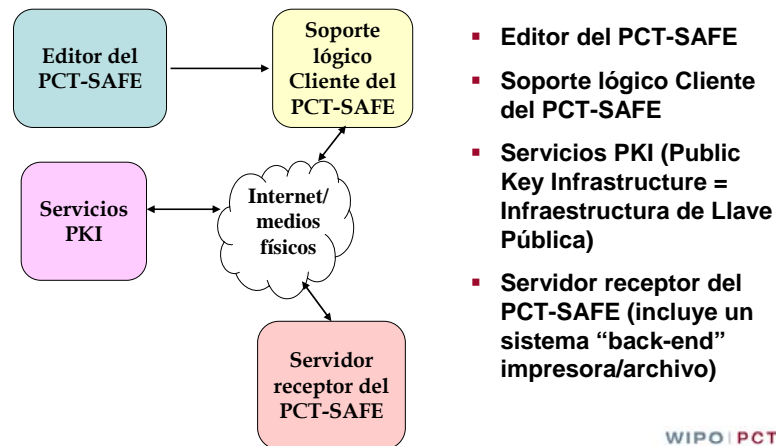 Editor del
PCT-SAFE
Soporte
lógico
Cliente del
PCT-SAFE
Servicios
PKI
Internet/
medios
físicos
Servidor
receptor del
PCT-SAFE
Editor del PCT-SAFE
Soporte lógico Cliente
del PCT-SAFE
Servicios PKI (Public
Key Infrastructure =
Infraestructura de Llave
Pública)
Servidor receptor del
PCT-SAFE (incluye un
sistema “back-end”
impresora/archivo)
WIPO|PCT